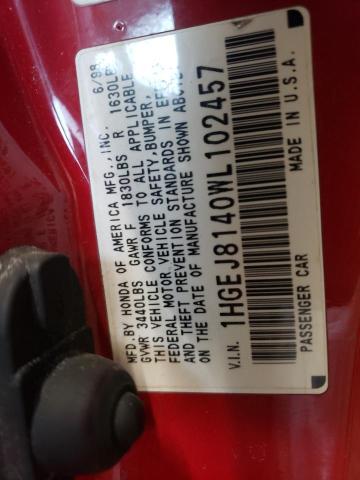 MFD.BY HONDA OF AMERICA MFG.,INC. 6/98
GVWR 3440LBS GAWR F 1830LBS R 1630LBS
THIS VEHICLE CONFORMS TO ALL APPLICABLE
FEDERAL MOTOR VEHICLE SAFETY,BUMPER,
AND THEFT PREVENTION STANDARDS IN EFFECT
ON THE DATE OF MANUFACTURE SHOWN ABOVE
V.I.N. 1HGEJ8140WL102457
PASSENGER CAR MADE IN U.S.A.